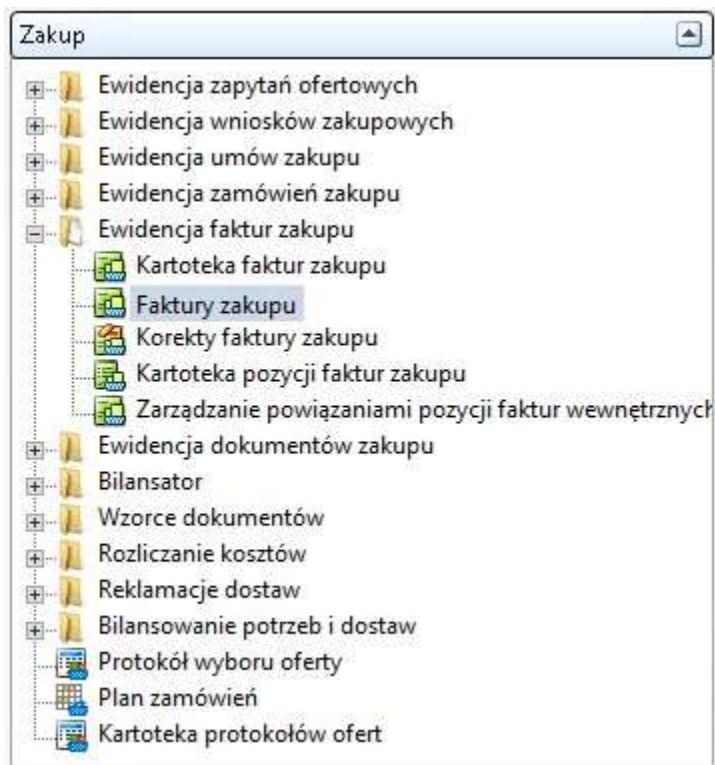 Zakup
Ewidencja zapytań ofertowych
Ewidencja wniosków zakupowych
Ewidencja umów zakupu
Ewidencja zamówień zakupu
Ewidencja faktur zakupu
Kartoteka faktur zakupu
Faktury zakupu
Korekty faktury zakupu
Kartoteka pozycji faktur zakupu
Zarządzanie powiązaniami pozycji faktur wewnętrznych
Ewidencja dokumentów zakupu
Bilansator
Wzorce dokumentów
Rozliczanie kosztów
Reklamacje dostaw
Bilansowanie potrzeb i dostaw
Protokół wyboru oferty
Plan zamówień
Kartoteka protokołów ofert